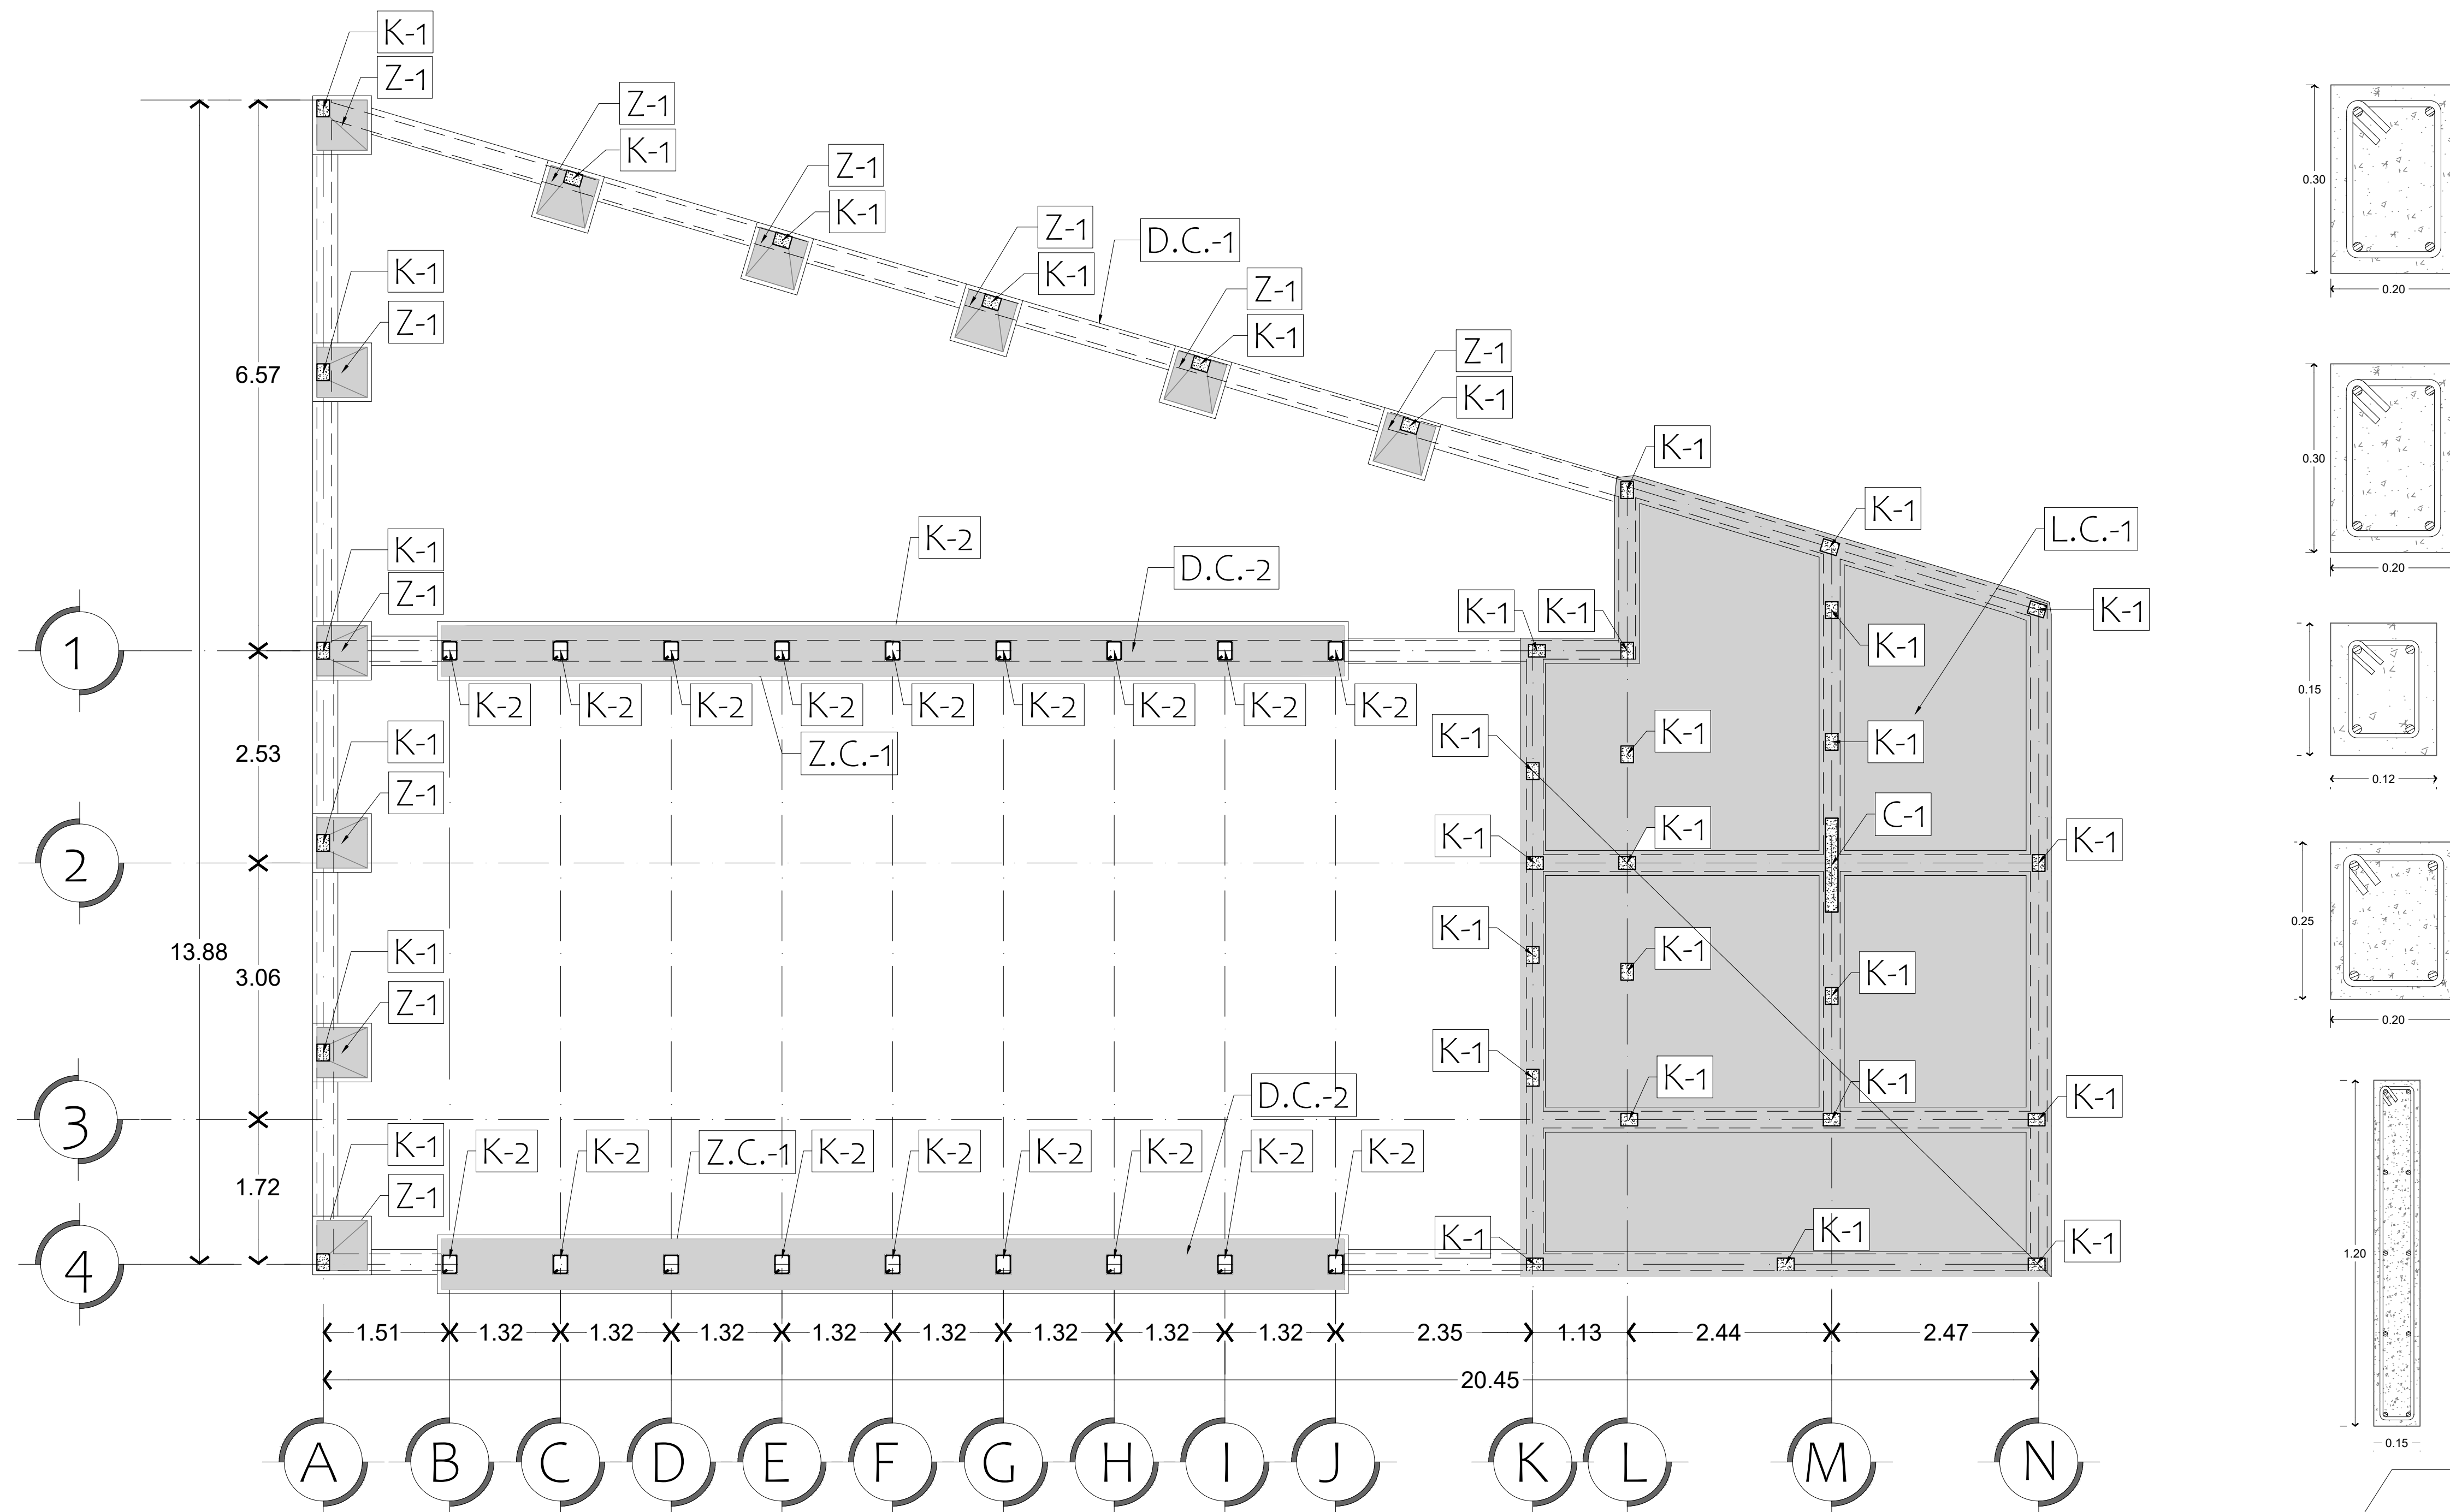 K-1
Z-1
Z-1
K-1
Z-1
K-1
Z-1
K-1
D.C.-1
Z-1
K-1
Z-1
K-1
K-1
Z-1
6.57
K-1
K-1
L.C.-1
K-1
K-1
Z-1
K-2
D.C.-2
K-1
K-1
K-1
1
K-2
K-2
K-2
K-2
K-2
K-2
K-2
K-2
K-2
Z.C.-1
2.53
K-1
Z-1
K-1
K-1
K-1
C-1
2
K-1
K-1
K-1
13.88
3.06
K-1
Z-1
K-1
K-1
K-1
K-1
K-1
K-1
K-1
D.C.-2
3
K-1
Z-1
K-2
K-2
Z.C.-1
K-2
K-2
K-2
K-2
K-2
K-2
1.72
K-1
K-1
K-1
4
1.51
1.32
1.32
1.32
1.32
1.32
1.32
1.32
1.32
2.35
1.13
2.44
2.47
20.45
A
B
C
D
E
F
G
H
I
J
K
L
M
N
0.30
0.20
0.30
0.20
0.15
0.12
0.25
0.20
1.20
0.15